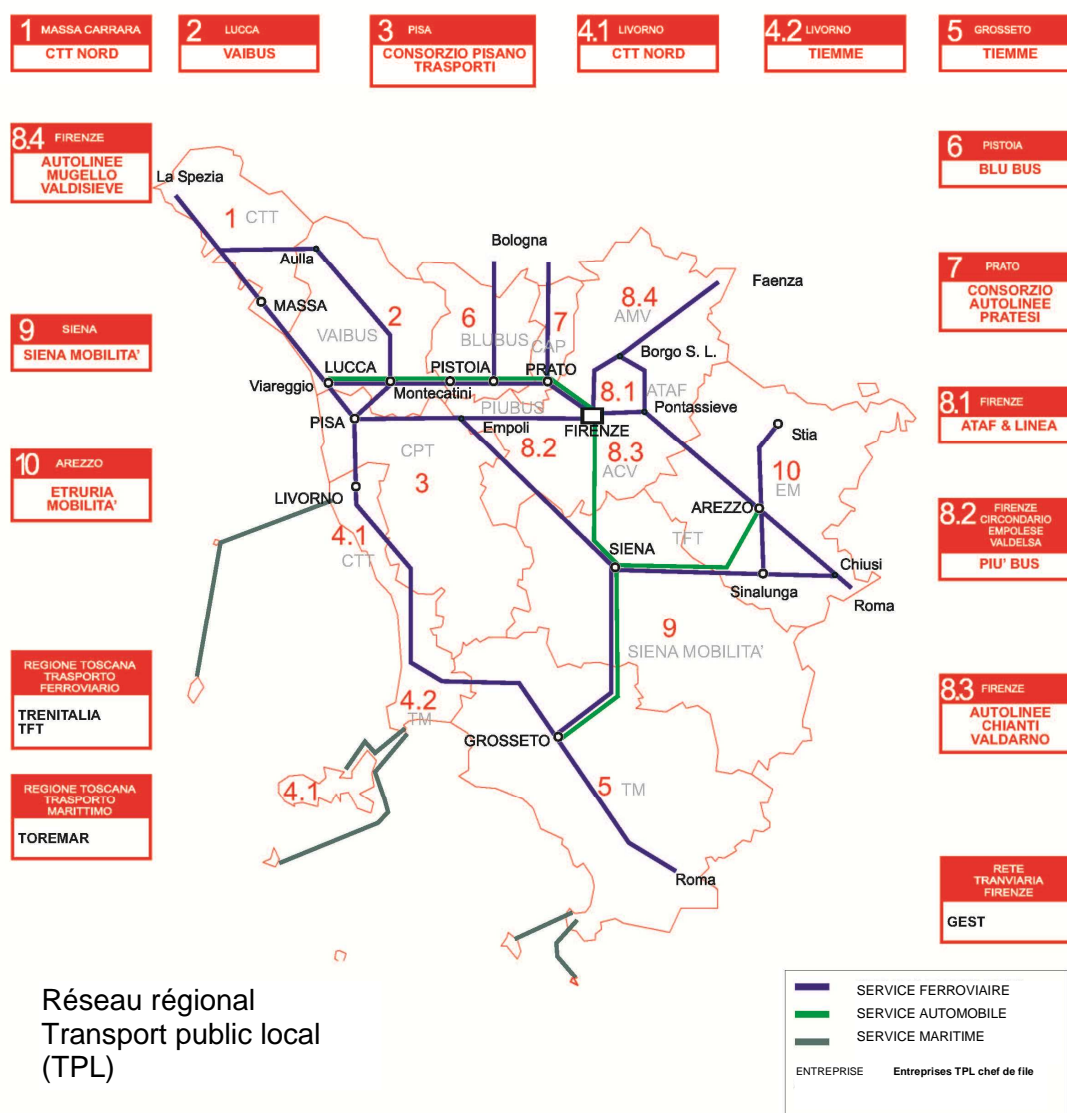 1 MASSA CARRARA
CTT NORD
2 LUCCA
VAIBUS
3 PISA
CONSORZIO PISANO
TRASPORTI
4.1 LIVORNO
CTT NORD
4.2 LIVORNO
TIEMME
5 GROSSETO
TIEMME
8.4 FIRENZE
AUTOLINEE
MUGELLO
VALDISIEVE
6 PISTOIA
BLU BUS
7 PRATO
CONSORZIO
AUTOLINEE
PRATESI
9 SIENA
SIENA MOBILITA'
8.1 FIRENZE
ATAF & LINEA
10 AREZZO
ETRURIA
MOBILITA'
8.2 FIRENZE
CIRCONDARIO
EMPOLESE
VALDELSA
PIU' BUS
REGIONE TOSCANA
TRASPORTO
FERROVIARIO
TRENITALIA
TFT
8.3 FIRENZE
AUTOLINEE
CHIANTI
VALDARNO
REGIONE TOSCANA
TRASPORTO
MARITTIMO
TOREMAR
RETE
TRANVIARIA
FIRENZE
GEST
La Spezia
1 CTT
Aulla
Bologna
Faenza
MASSA
VAIBUS 2
6
BLUBUS
7
CAP
8.4
AMV
Borgo S. L.
LUCCA
PISTOIA
PRATO
Viareggio
Montecatini
8.1 ATAF
PIUBUS
Pontassieve
PISA
Empoli
FIRENZE
8.2
8.3
ACV
Stia
CPT
3
10
EM
LIVORNO
AREZZO
4.1
CTT
TFT
SIENA
Chiusi
Sinalunga
Roma
9
SIENA MOBILITA'
4.2
TM
GROSSETO
4.1
5 TM
Roma
Réseau régional
Transport public local
(TPL)
SERVICE FERROVIAIRE
SERVICE AUTOMOBILE
SERVICE MARITIME
ENTREPRISE Entreprises TPL chef de file